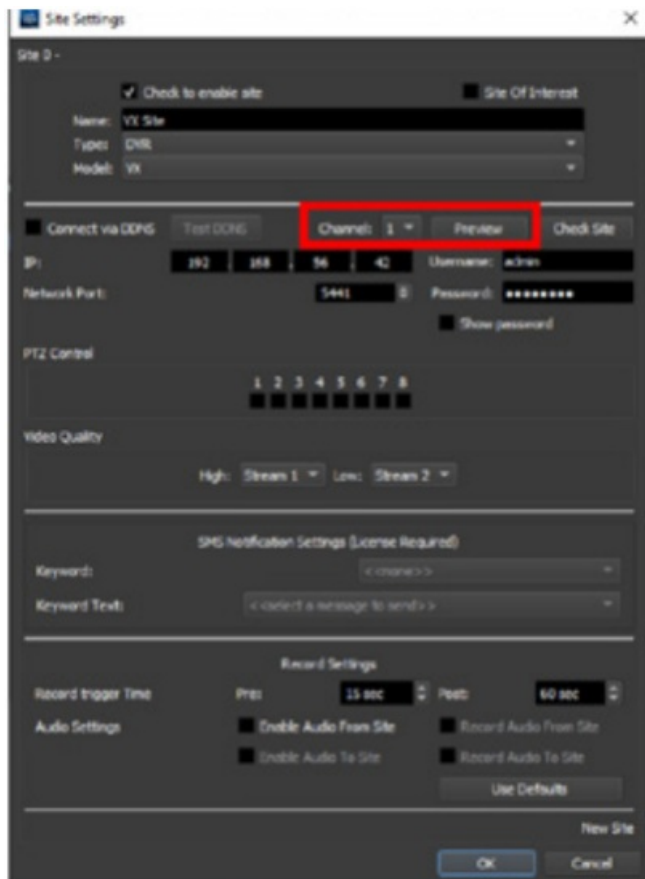 Site Settings
Site 0 -
Check to enable site Site Of Interest
Name: VX Site
Type: DVR
Model: VX
Connect via DDNS Test DDNS Channel: 1 Preview Check Site
IP: 192 . 168 . 56 . 42 Username: admin
Network Port: 5441 Password: ●●●●●●●●
Show password
PTZ Control
1 2 3 4 5 6 7 8
Video Quality
High: Stream 1 Low: Stream 2
SMS Notification Settings (License Required)
Keyword: <<none>>
Keyword Text: <<select a message to send>>
Record Settings
Record trigger Time Pre: 15 sec Post: 60 sec
Audio Settings Enable Audio From Site Record Audio From Site
Enable Audio To Site Record Audio To Site
Use Defaults
New Site
OK Cancel